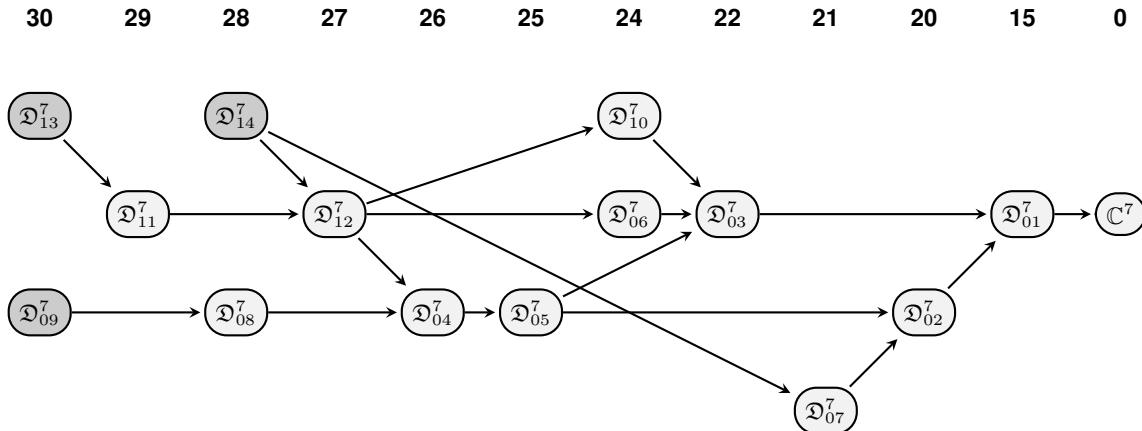 30 29 28 27 26 25 24 22 21 20 15 0
𝔇⁷₁₃ 𝔇⁷₁₄ 𝔇⁷₁₀
𝔇⁷₁₁ 𝔇⁷₁₂ 𝔇⁷₀₆ 𝔇⁷₀₃ 𝔇⁷₀₁ ℂ⁷
𝔇⁷₀₉ 𝔇⁷₀₈ 𝔇⁷₀₄ 𝔇⁷₀₅ 𝔇⁷₀₂
𝔇⁷₀₇